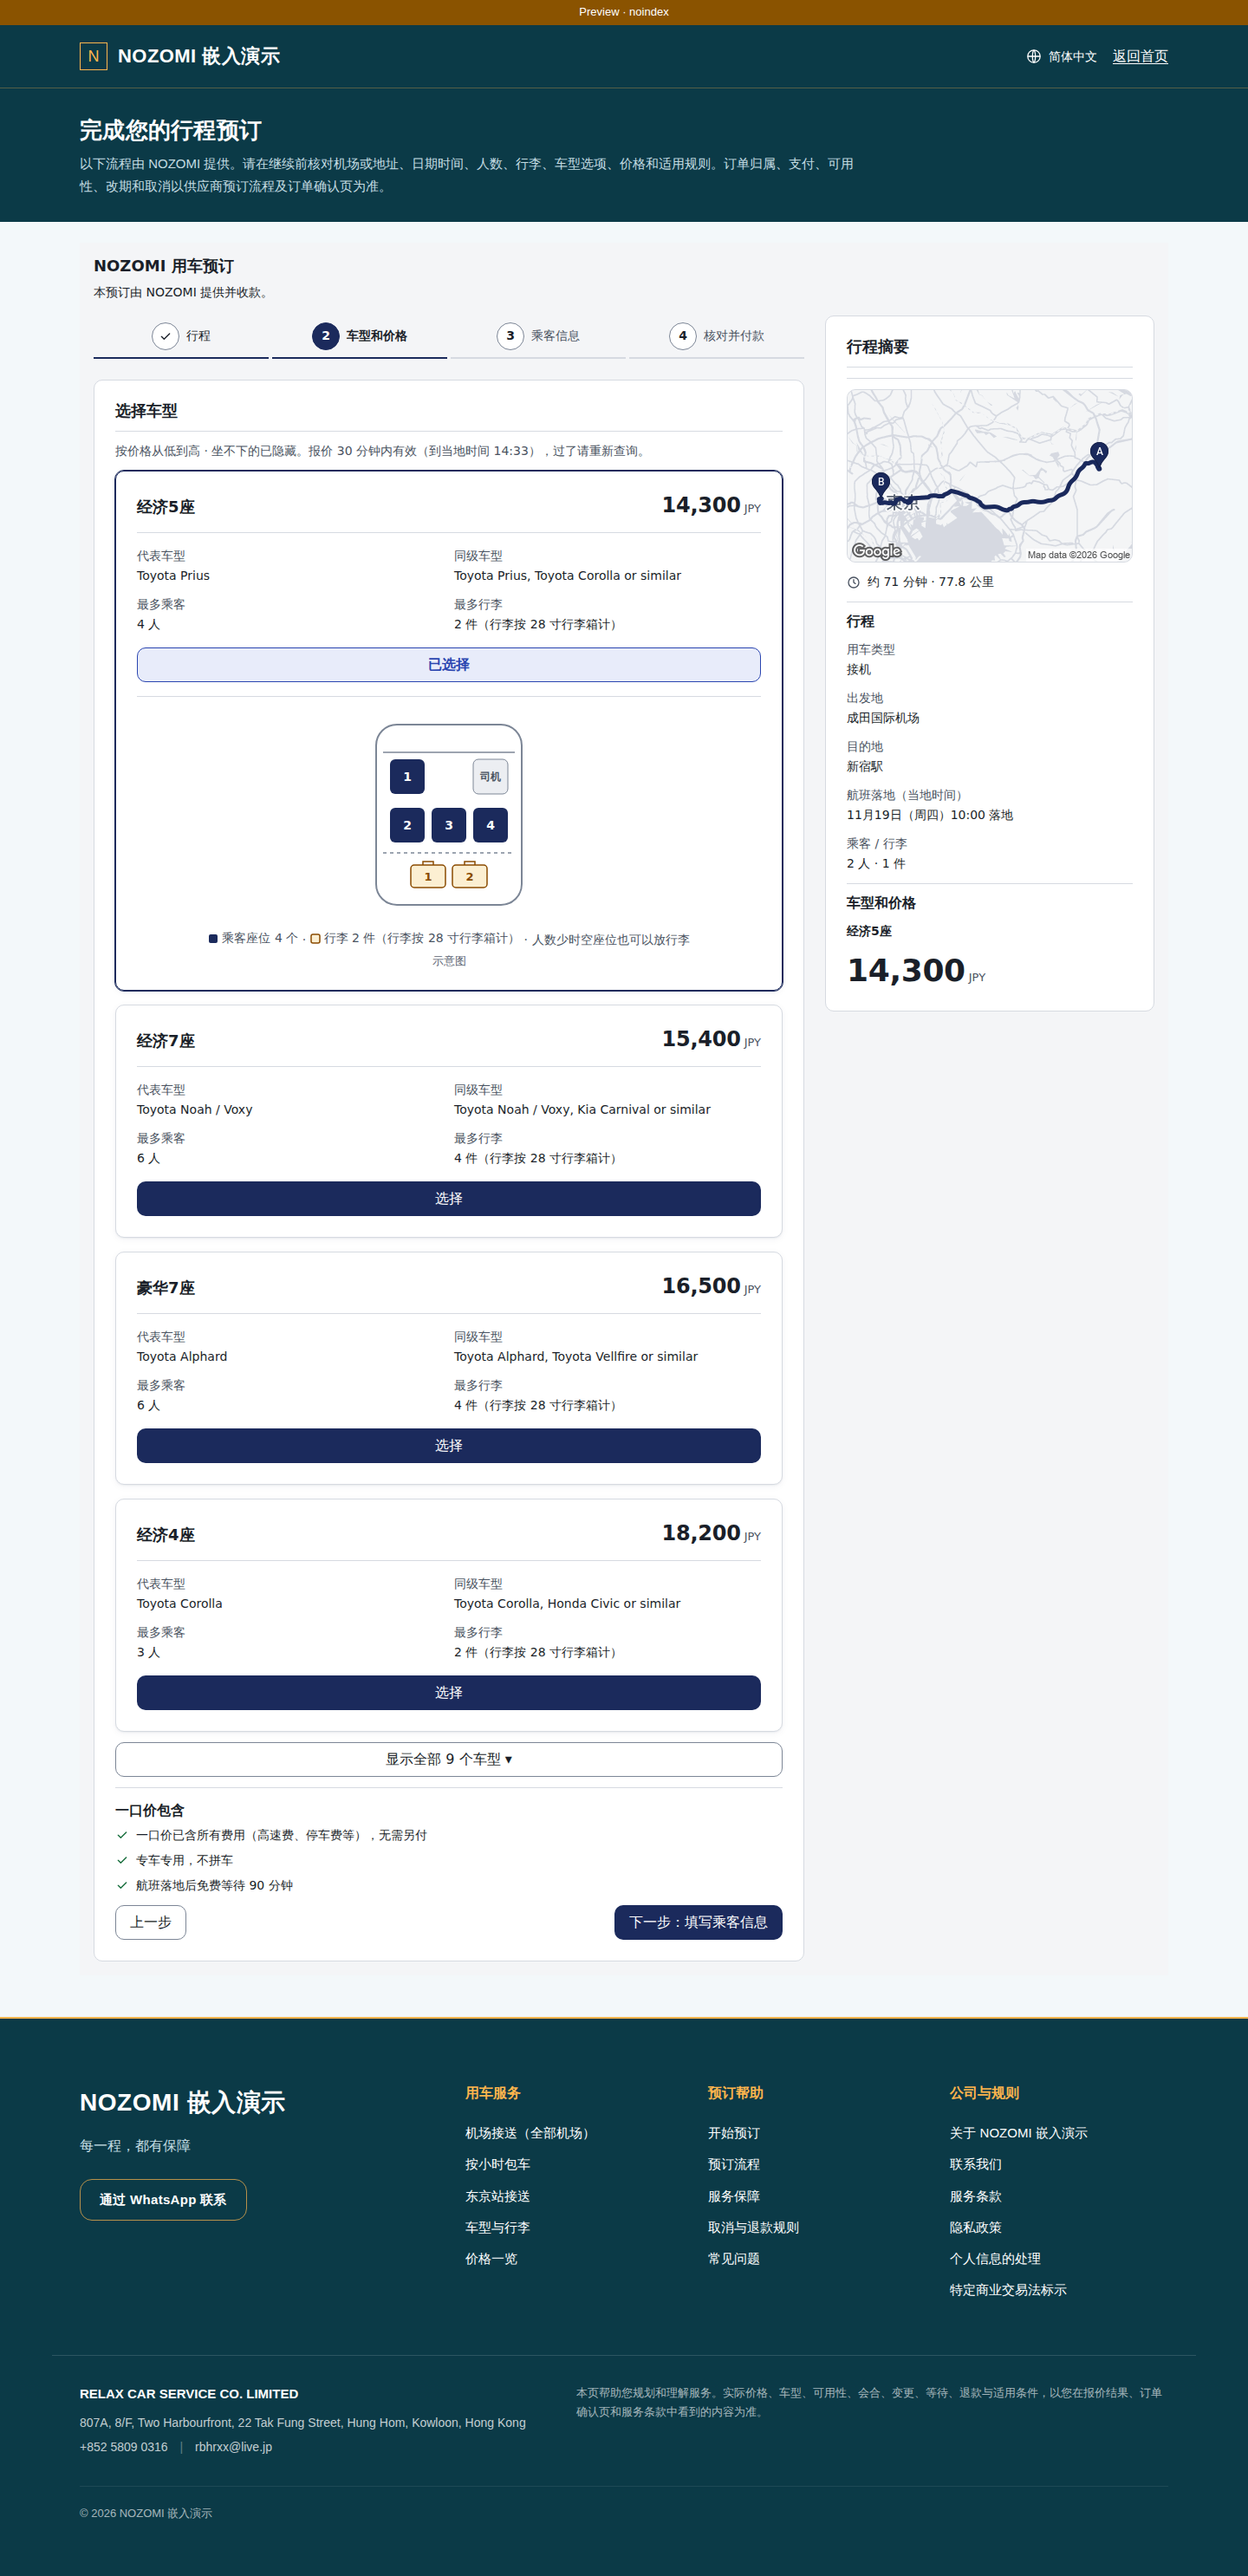 Preview · noindex
N
NOZOMI 嵌入演示
简体中文
返回首页
完成您的行程预订
以下流程由 NOZOMI 提供。请在继续前核对机场或地址、日期时间、人数、行李、车型选项、价格和适用规则。订单归属、支付、可用
性、改期和取消以供应商预订流程及订单确认页为准。
NOZOMI 用车预订
本预订由 NOZOMI 提供并收款。
行程
2 车型和价格
3 乘客信息
4 核对并付款
选择车型
按价格从低到高 · 坐不下的已隐藏。报价 30 分钟内有效（到当地时间 14:33），过了请重新查询。
经济5座
14,300 JPY
代表车型
Toyota Prius
同级车型
Toyota Prius, Toyota Corolla or similar
最多乘客
4 人
最多行李
2 件（行李按 28 寸行李箱计）
已选择
1
司机
2 3 4
1 2
乘客座位 4 个 · 行李 2 件（行李按 28 寸行李箱计） · 人数少时空座位也可以放行李
示意图
经济7座
15,400 JPY
代表车型
Toyota Noah / Voxy
同级车型
Toyota Noah / Voxy, Kia Carnival or similar
最多乘客
6 人
最多行李
4 件（行李按 28 寸行李箱计）
选择
豪华7座
16,500 JPY
代表车型
Toyota Alphard
同级车型
Toyota Alphard, Toyota Vellfire or similar
最多乘客
6 人
最多行李
4 件（行李按 28 寸行李箱计）
选择
经济4座
18,200 JPY
代表车型
Toyota Corolla
同级车型
Toyota Corolla, Honda Civic or similar
最多乘客
3 人
最多行李
2 件（行李按 28 寸行李箱计）
选择
显示全部 9 个车型 ▾
一口价包含
一口价已含所有费用（高速费、停车费等），无需另付
专车专用，不拼车
航班落地后免费等待 90 分钟
上一步
下一步：填写乘客信息
行程摘要
A
B
東京
Google
Map data ©2026 Google
约 71 分钟 · 77.8 公里
行程
用车类型
接机
出发地
成田国际机场
目的地
新宿駅
航班落地（当地时间）
11月19日（周四）10:00 落地
乘客 / 行李
2 人 · 1 件
车型和价格
经济5座
14,300 JPY
NOZOMI 嵌入演示
每一程，都有保障
通过 WhatsApp 联系
用车服务
机场接送（全部机场）
按小时包车
东京站接送
车型与行李
价格一览
预订帮助
开始预订
预订流程
服务保障
取消与退款规则
常见问题
公司与规则
关于 NOZOMI 嵌入演示
联系我们
服务条款
隐私政策
个人信息的处理
特定商业交易法标示
RELAX CAR SERVICE CO. LIMITED
807A, 8/F, Two Harbourfront, 22 Tak Fung Street, Hung Hom, Kowloon, Hong Kong
+852 5809 0316 | rbhrxx@live.jp
本页帮助您规划和理解服务。实际价格、车型、可用性、会合、变更、等待、退款与适用条件，以您在报价结果、订单
确认页和服务条款中看到的内容为准。
© 2026 NOZOMI 嵌入演示